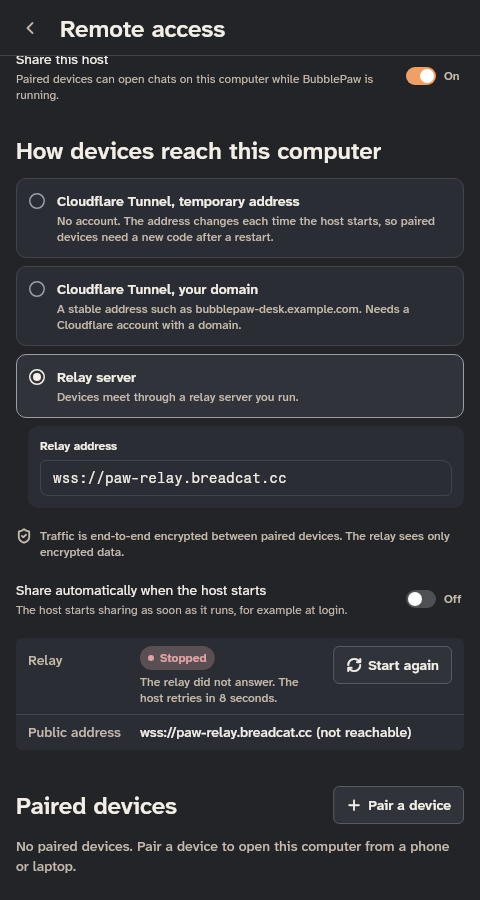 Remote access
Share this host
Paired devices can open chats on this computer while BubblePaw is
running.
On
How devices reach this computer
Cloudflare Tunnel, temporary address
No account. The address changes each time the host starts, so paired
devices need a new code after a restart.
Cloudflare Tunnel, your domain
A stable address such as bubblepaw-desk.example.com. Needs a
Cloudflare account with a domain.
Relay server
Devices meet through a relay server you run.
Relay address
wss://paw-relay.breadcat.cc
Traffic is end-to-end encrypted between paired devices. The relay sees only
encrypted data.
Share automatically when the host starts
The host starts sharing as soon as it runs, for example at login.
Off
Relay
Stopped
The relay did not answer. The
host retries in 8 seconds.
Start again
Public address
wss://paw-relay.breadcat.cc (not reachable)
Paired devices
Pair a device
No paired devices. Pair a device to open this computer from a phone
or laptop.